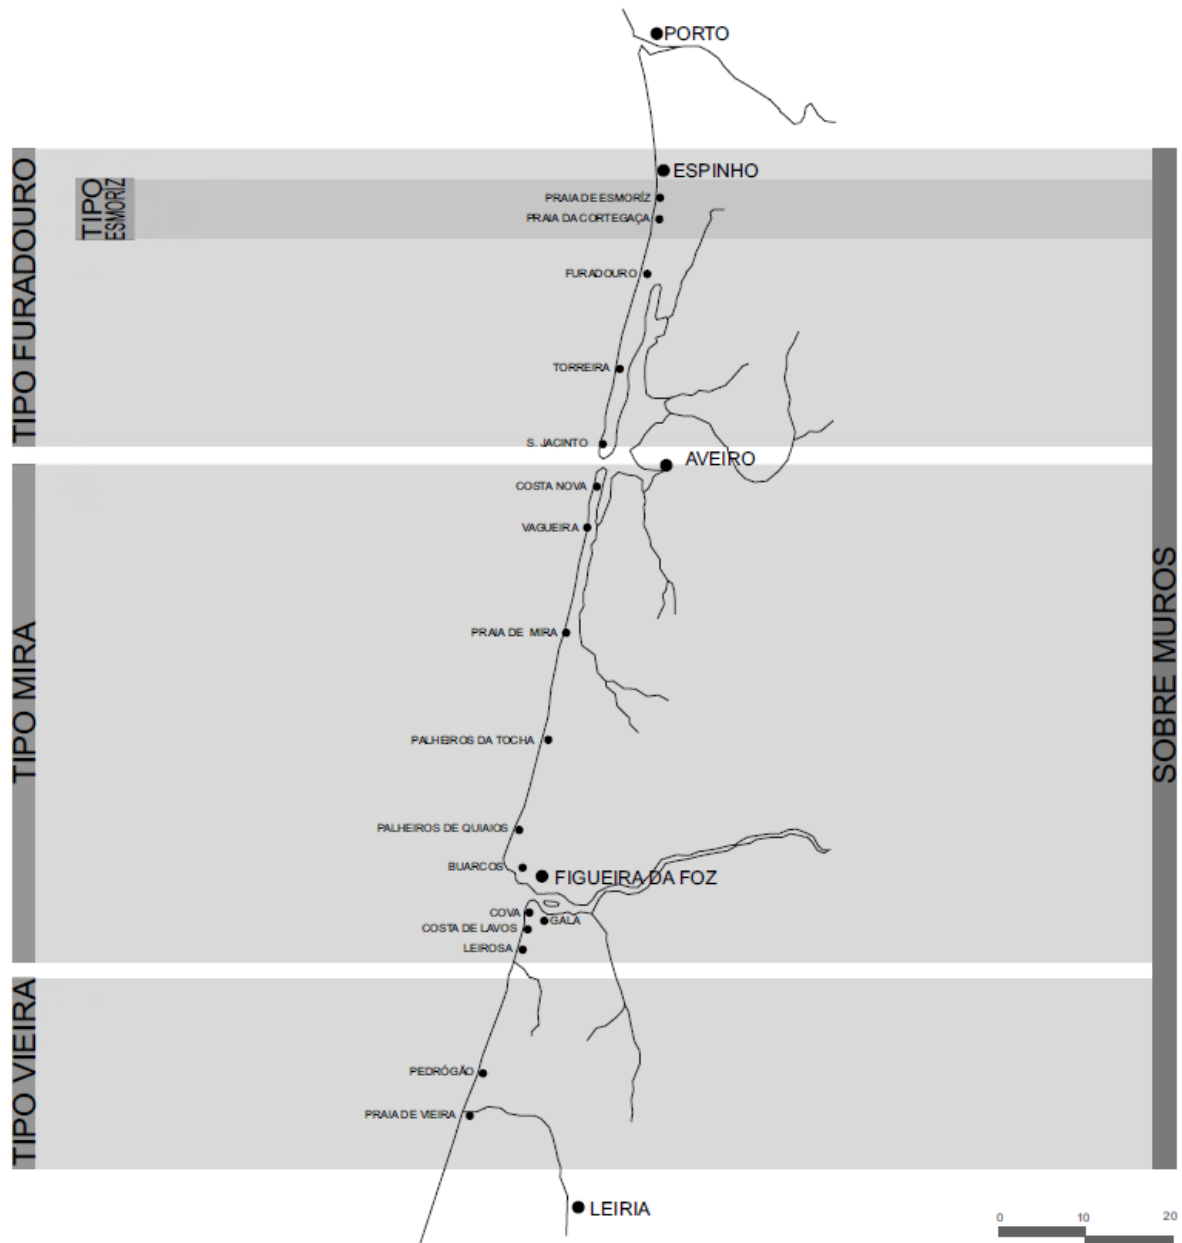 PORTO
ESPINHO
PRAIA DE ESMORÍZ
PRAIA DA CORTEGAÇA
TIPO FURADOURO
TIPO
ESMORIZ
FURADOURO
TORREIRA
S. JACINTO
AVEIRO
COSTA NOVA
VAGUEIRA
TIPO MIRA
SOBRE MUROS
PRAIA DE MIRA
PALHEIROS DA TOCHA
PALHEIROS DE QUIAIOS
BUARCOS
FIGUEIRA DA FOZ
COVA
GALA
COSTA DE LAVOS
LEIROSA
TIPO VIEIRA
PEDRÓGÃO
PRAIA DE VIEIRA
LEIRIA
0 10 20